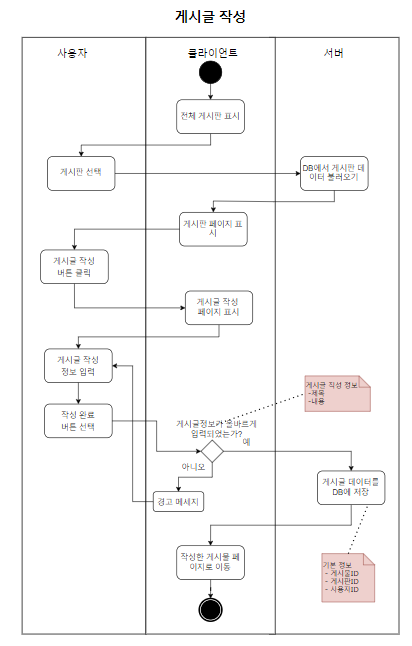 게시글 작성
사용자
클라이언트
서버
전체 게시판 표시
게시판 선택
DB에서 게시판 데
이터 불러오기
게시판 페이지 표
시
게시글 작성
버튼 클릭
게시글 작성
페이지 표시
게시글 작성
정보 입력
게시글 작성 정보
-제목
-내용
작성 완료
버튼 선택
게시글정보가 올바르게
입력되었는가?
예
아니오
게시글 데이터를
DB에 저장
경고 메세지
작성한 게시물 페
이지로 이동
기본 정보
- 게시물ID
- 게시판ID
- 사용자ID